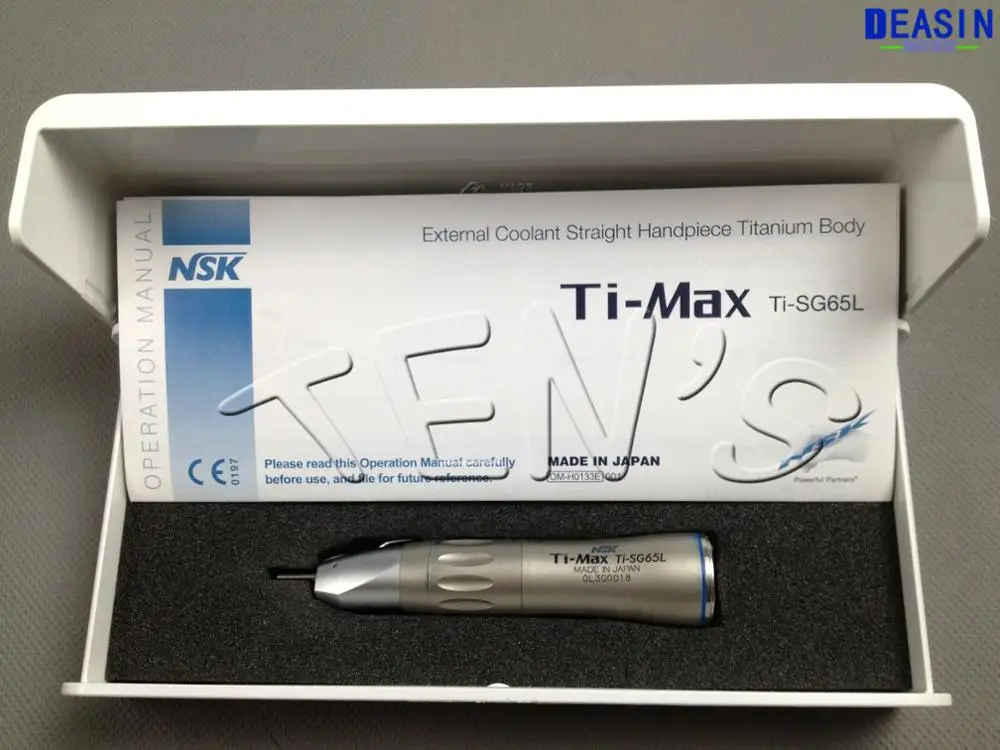 DEASIN
OPERATION MANUAL
NSK
External Coolant Straight Handpiece Titanium Body
Ti-Max Ti-SG65L
TEN'S
CE 0197
Please read this Operation Manual carefully
before use, and file for future reference.
MADE IN JAPAN
OM-H0133E 001
NSK
Powerful Partners®
NSK
Ti-Max Ti-SG65L
MADE IN JAPAN
0L300018